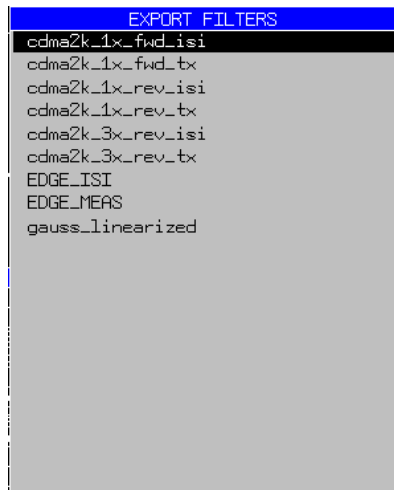 EXPORT FILTERS
cdma2k_1x_fwd_isi
cdma2k_1x_fwd_tx
cdma2k_1x_rev_isi
cdma2k_1x_rev_tx
cdma2k_3x_rev_isi
cdma2k_3x_rev_tx
EDGE_ISI
EDGE_MEAS
gauss_linearized